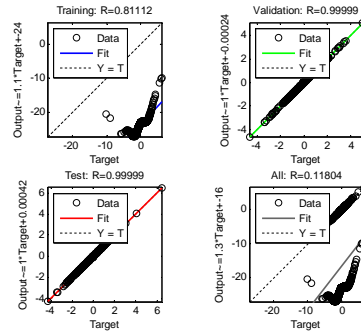 Training: R=0.81112
Output~=1.1*Target+-24
0
-10
-20
Data
Fit
Y = T
-20
-10
0
Target
Validation: R=0.99999
Output~=1.1*Target+-0.00024
4
2
0
-2
-4
Data
Fit
Y = T
-4
-2
0
2
4
Target
Test: R=0.99999
Output~=1*Target+0.00042
6
4
2
0
-2
-4
Data
Fit
Y = T
-4
-2
0
2
4
6
Target
All: R=0.11804
Output~=1.3*Target+-16
0
-10
-20
Data
Fit
Y = T
-20
-10
0
Target